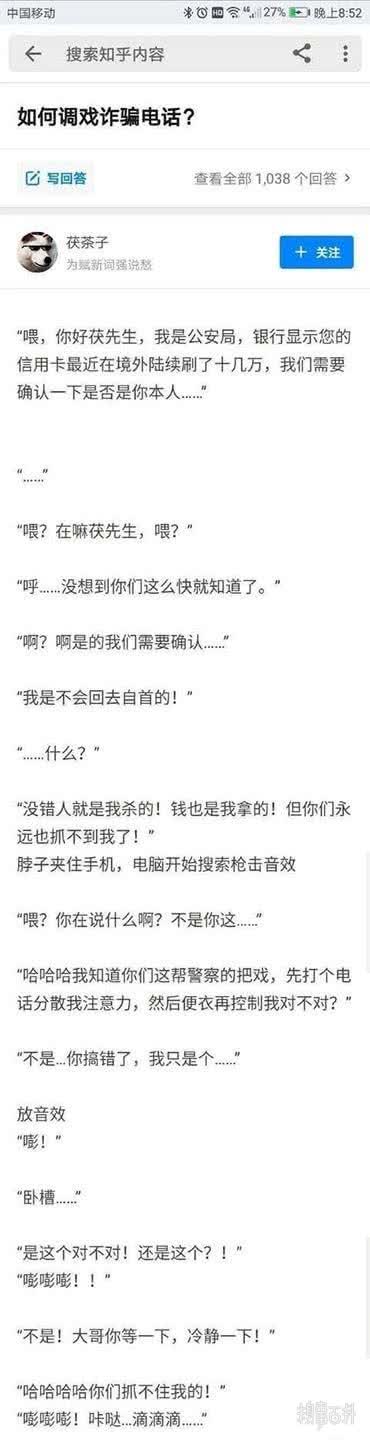 中国移动
HD
4G
27%
晚上8:52
搜索知乎内容
如何调戏诈骗电话？
写回答
查看全部 1,038 个回答
茯茶子
为赋新词强说愁
+ 关注
“喂，你好茯先生，我是公安局，银行显示您的
信用卡最近在境外陆续刷了十几万，我们需要
确认一下是否是你本人……”
“……”
“喂？在嘛茯先生，喂？”
“呼……没想到你们这么快就知道了。”
“啊？啊是的我们需要确认……”
“我是不会回去自首的！”
“……什么？”
“没错人就是我杀的！钱也是我拿的！但你们永
远也抓不到我了！”
脖子夹住手机，电脑开始搜索枪击音效
“喂？你在说什么啊？不是你这……”
“哈哈哈我知道你们这帮警察的把戏，先打个电
话分散我注意力，然后便衣再控制我对不对？”
“不是…你搞错了，我只是个……”
放音效
“嘭！”
“卧槽……”
“是这个对不对！还是这个？！”
“嘭嘭嘭！！”
“不是！大哥你等一下，冷静一下！”
“哈哈哈哈你们抓不住我的！”
“嘭嘭嘭！咔哒…滴滴滴……”